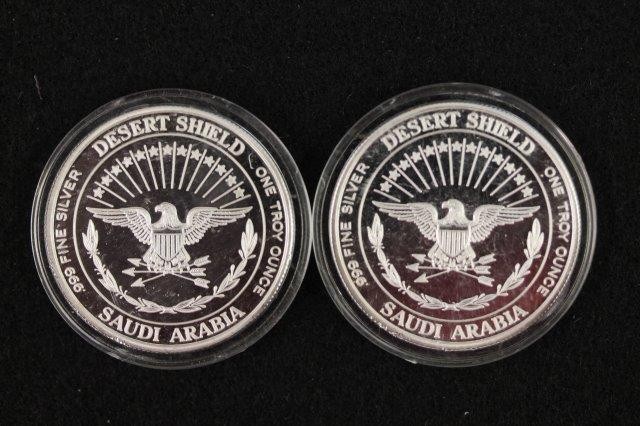 DESERT SHIELD
.999 FINE SILVER
ONE TROY OUNCE
SAUDI ARABIA
DESERT SHIELD
.999 FINE SILVER
ONE TROY OUNCE
SAUDI ARABIA